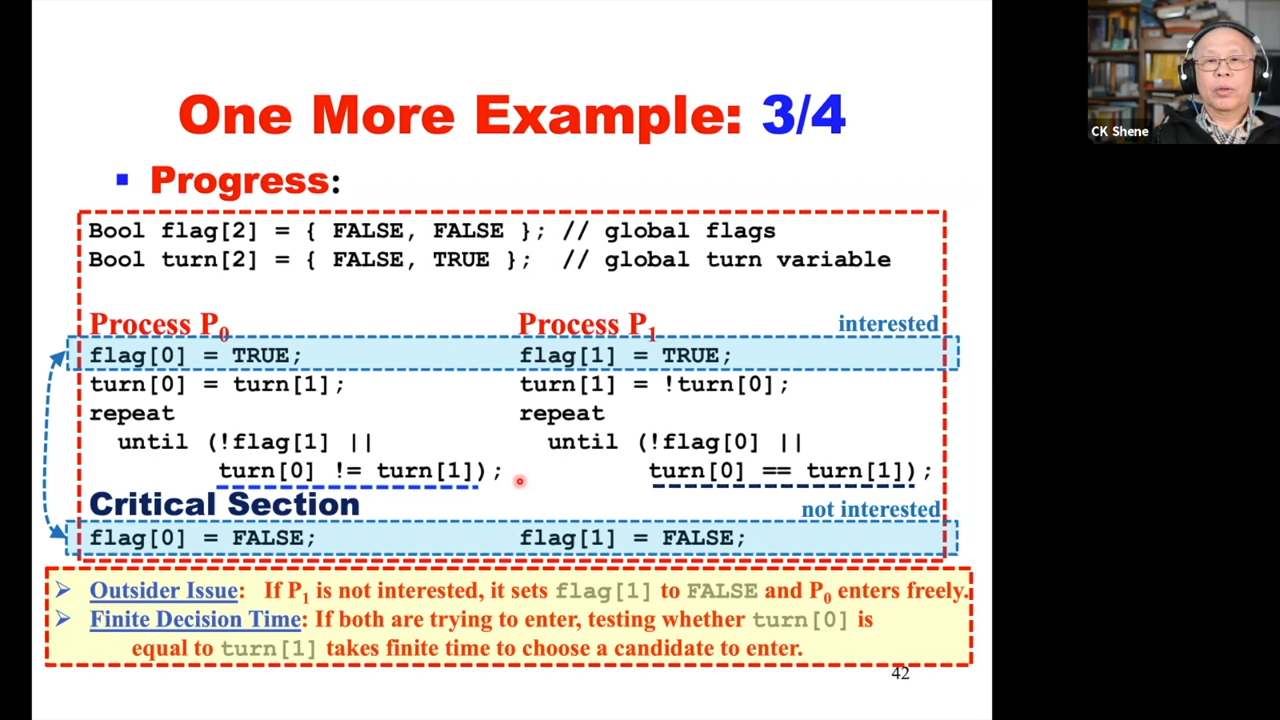 One More Example: 3/4
CK Shene
▪ Progress:
Bool flag[2] = { FALSE, FALSE }; // global flags
Bool turn[2] = { FALSE, TRUE }; // global turn variable
Process P0 Process P1 interested
flag[0] = TRUE; flag[1] = TRUE;
turn[0] = turn[1]; turn[1] = !turn[0];
repeat repeat
until (!flag[1] || until (!flag[0] ||
turn[0] != turn[1]); turn[0] == turn[1]);
Critical Section not interested
flag[0] = FALSE; flag[1] = FALSE;
➢ Outsider Issue: If P1 is not interested, it sets flag[1] to FALSE and P0 enters freely.
➢ Finite Decision Time: If both are trying to enter, testing whether turn[0] is
equal to turn[1] takes finite time to choose a candidate to enter.
42